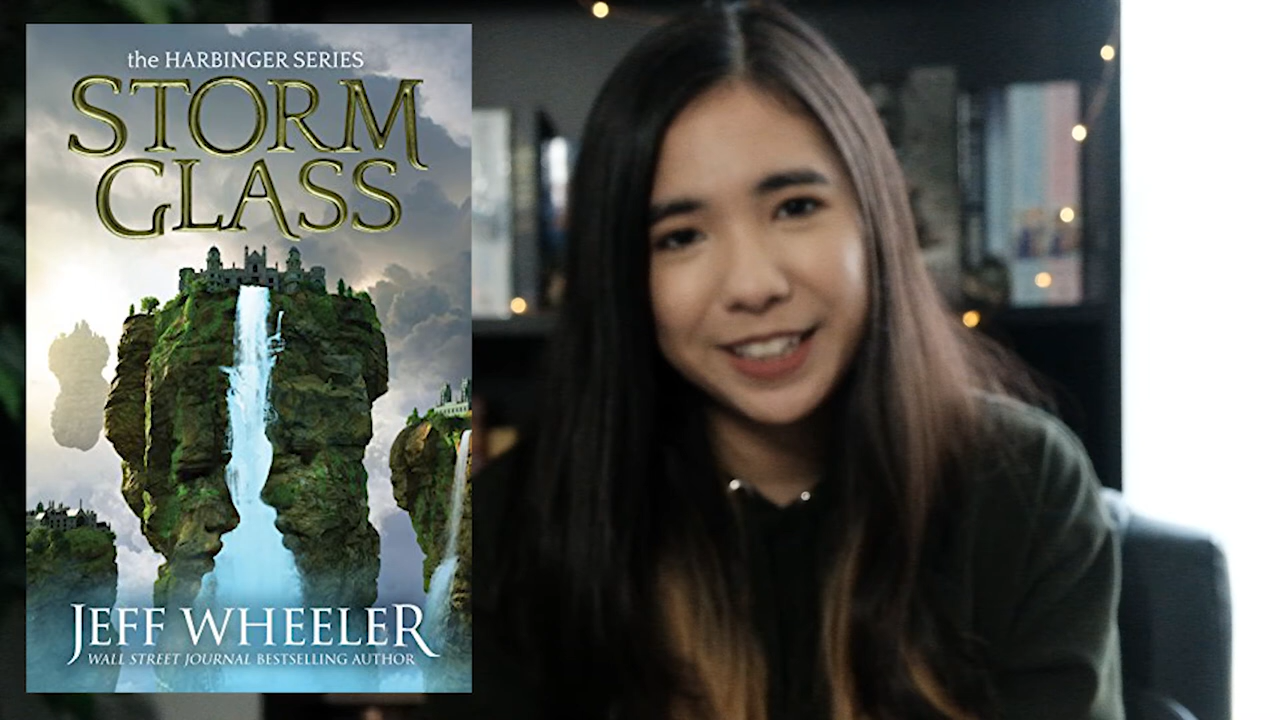 the HARBINGER SERIES
STORM
GLASS
JEFF WHEELER
WALL STREET JOURNAL BESTSELLING AUTHOR